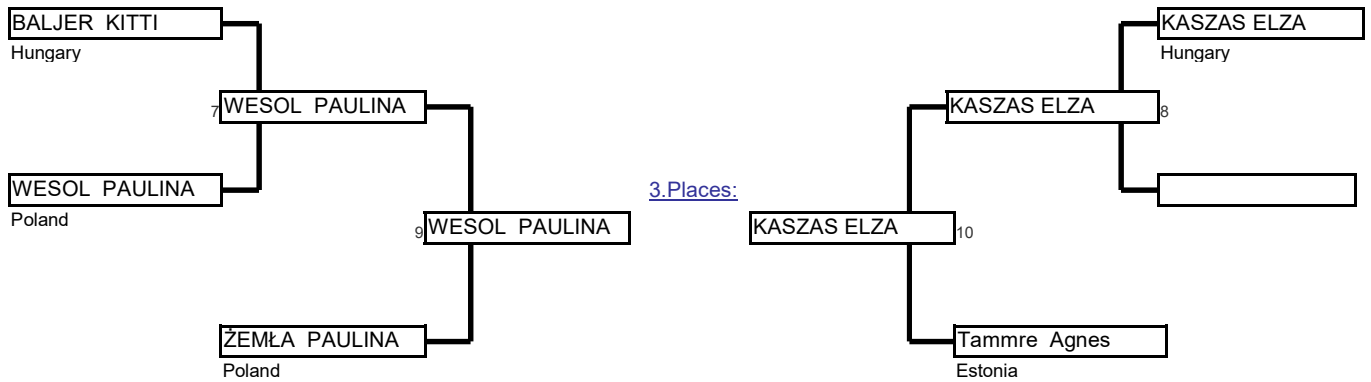 BALJER KITTI
Hungary
7 WESOL PAULINA
WESOL PAULINA
Poland
9 WESOL PAULINA
ŻEMŁA PAULINA
Poland
3.Places:
KASZAS ELZA
Hungary
KASZAS ELZA 8
KASZAS ELZA 10
Tammre Agnes
Estonia